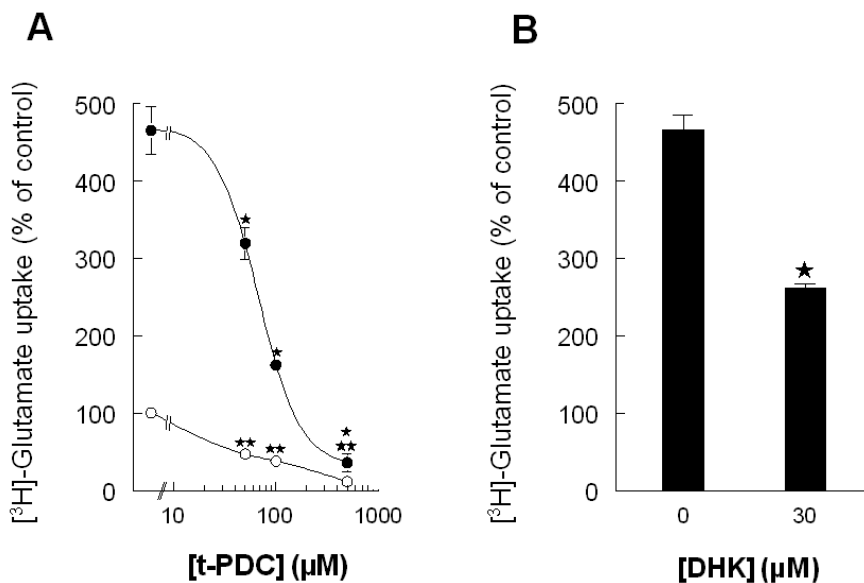 A
[³H]-Glutamate uptake (% of control)
500
400
300
200
100
0
10
100
1000
[t-PDC] (µM)
B
[³H]-Glutamate uptake (% of control)
500
400
300
200
100
0
0
30
[DHK] (µM)